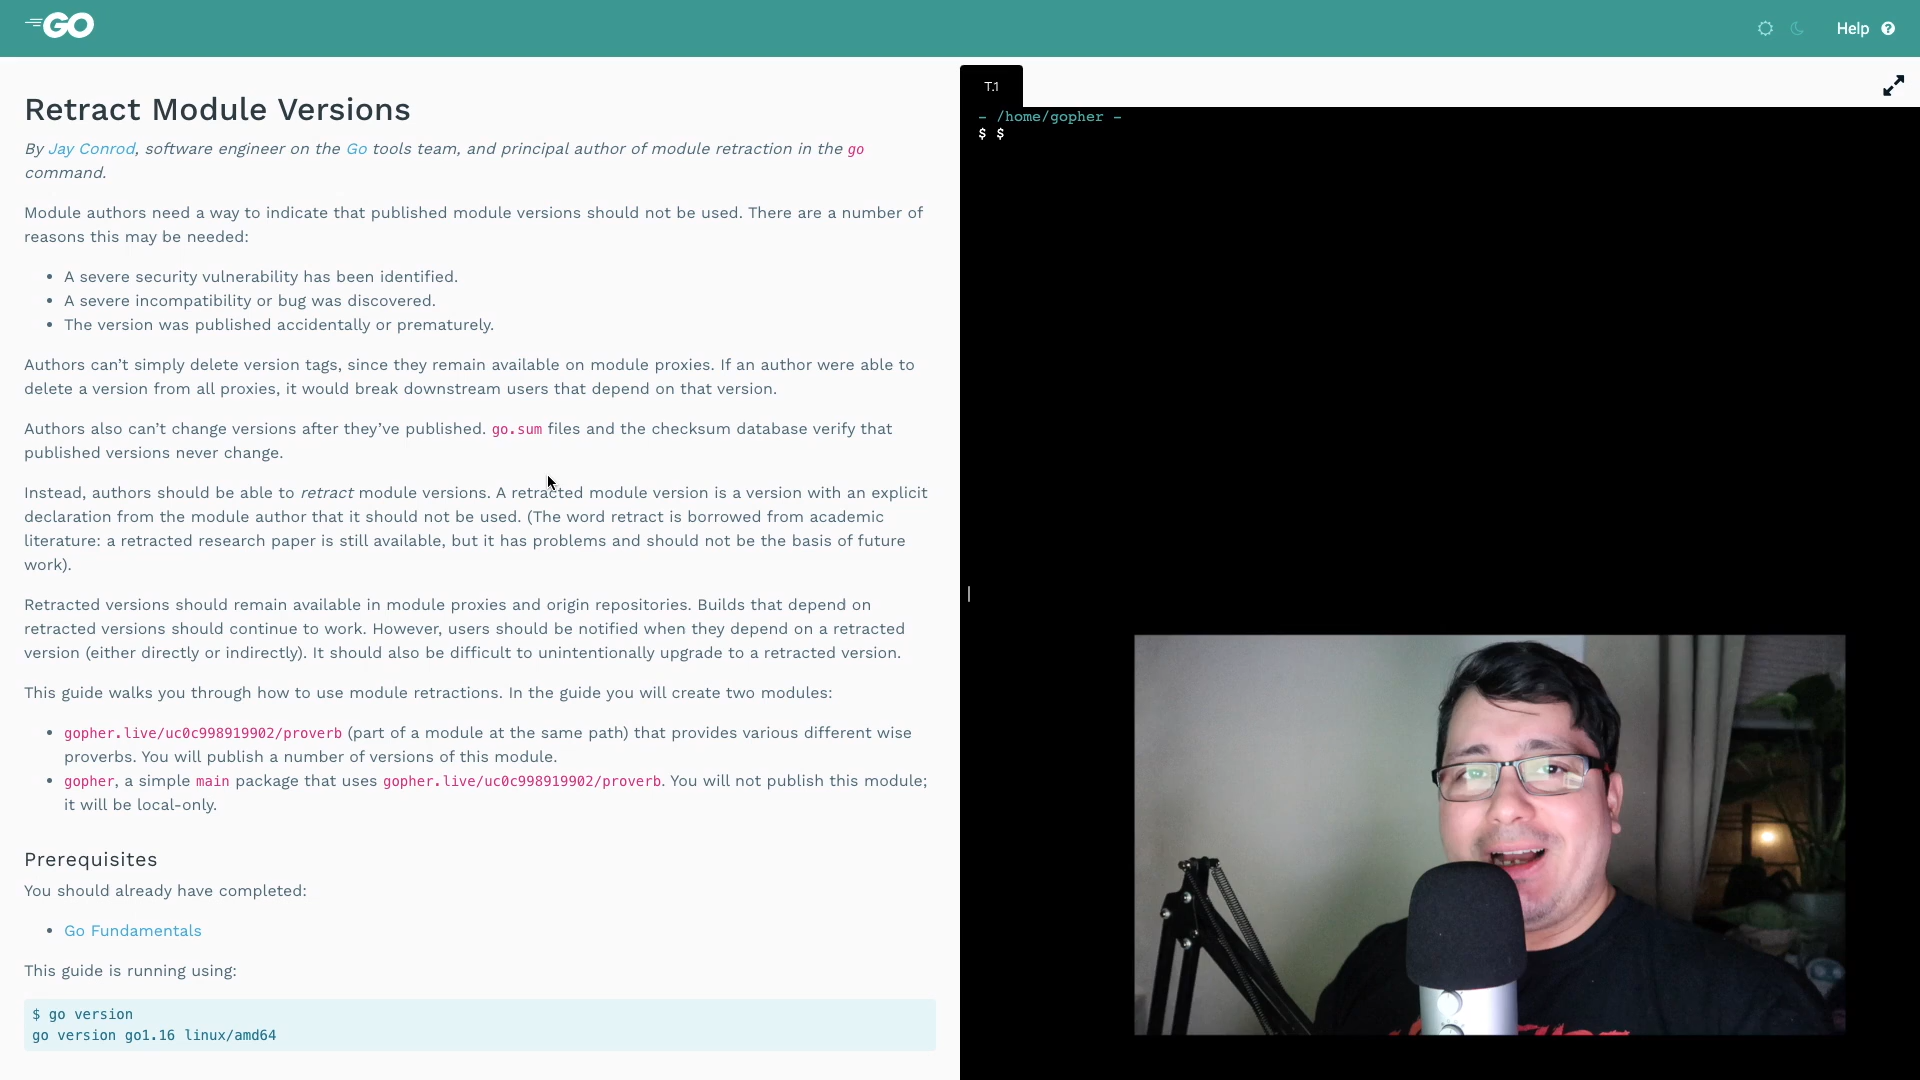 GO
Help ?
Retract Module Versions
By Jay Conrod, software engineer on the Go tools team, and principal author of module retraction in the go
command.
Module authors need a way to indicate that published module versions should not be used. There are a number of
reasons this may be needed:
• A severe security vulnerability has been identified.
• A severe incompatibility or bug was discovered.
• The version was published accidentally or prematurely.
Authors can’t simply delete version tags, since they remain available on module proxies. If an author were able to
delete a version from all proxies, it would break downstream users that depend on that version.
Authors also can’t change versions after they’ve published. go.sum files and the checksum database verify that
published versions never change.
Instead, authors should be able to retract module versions. A retracted module version is a version with an explicit
declaration from the module author that it should not be used. (The word retract is borrowed from academic
literature: a retracted research paper is still available, but it has problems and should not be the basis of future
work).
Retracted versions should remain available in module proxies and origin repositories. Builds that depend on
retracted versions should continue to work. However, users should be notified when they depend on a retracted
version (either directly or indirectly). It should also be difficult to unintentionally upgrade to a retracted version.
This guide walks you through how to use module retractions. In the guide you will create two modules:
• gopher.live/uc0c998919902/proverb (part of a module at the same path) that provides various different wise
proverbs. You will publish a number of versions of this module.
• gopher, a simple main package that uses gopher.live/uc0c998919902/proverb. You will not publish this module;
it will be local-only.
Prerequisites
You should already have completed:
• Go Fundamentals
This guide is running using:
$ go version
go version go1.16 linux/amd64
T.1
- /home/gopher -
$ $